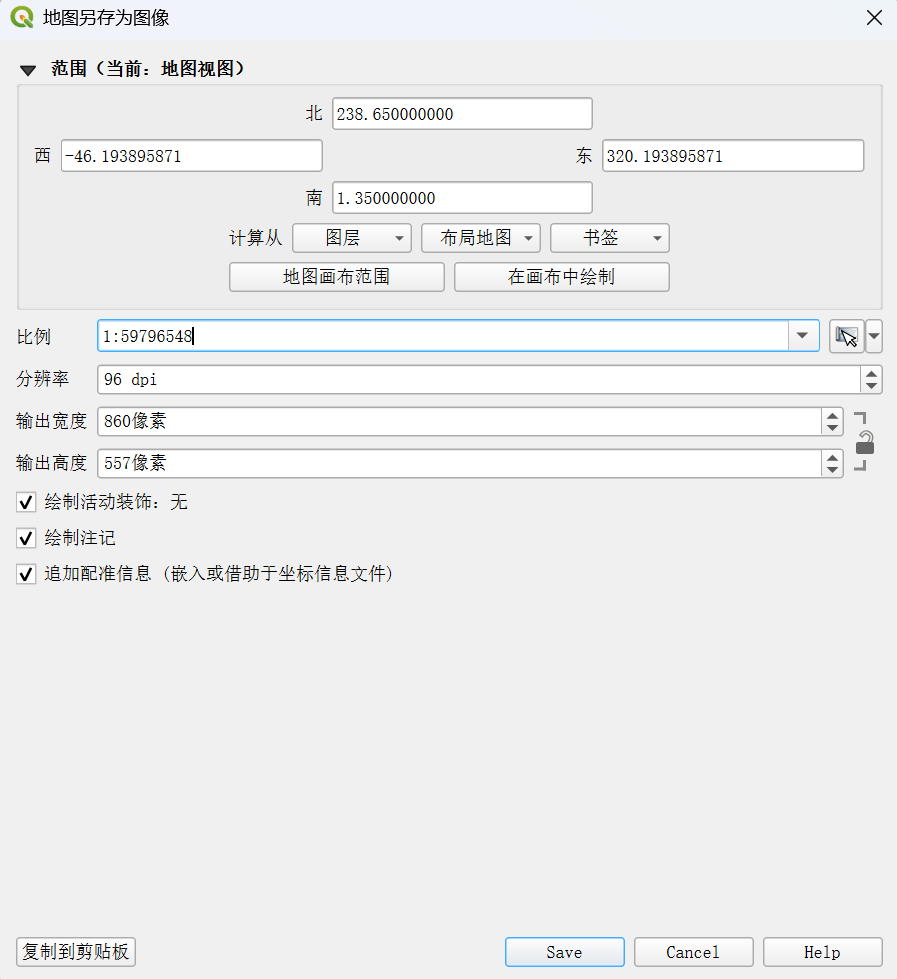 地图另存为图像
范围（当前：地图视图）
北 238.650000000
西 -46.193895871 东 320.193895871
南 1.350000000
计算从 图层 布局地图 书签
地图画布范围 在画布中绘制
比例 1:59796548
分辨率 96 dpi
输出宽度 860像素
输出高度 557像素
绘制活动装饰：无
绘制注记
追加配准信息（嵌入或借助于坐标信息文件）
复制到剪贴板 Save Cancel Help